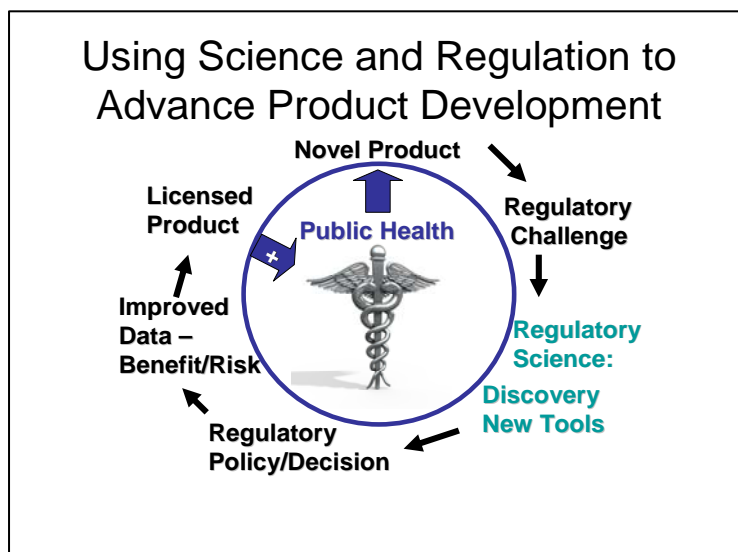 Using Science and Regulation to
Advance Product Development
Novel Product
Regulatory
Challenge
Regulatory
Science:
Discovery
New Tools
Regulatory
Policy/Decision
Improved
Data –
Benefit/Risk
Licensed
Product
+
Public Health